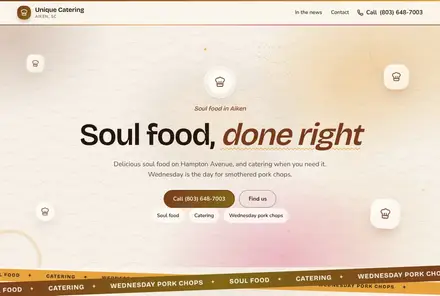 Unique Catering
AIKEN, SC
In the news
Contact
Call (803) 648-7003
Soul food in Aiken
Soul food, done right
Delicious soul food on Hampton Avenue, and catering when you need it.
Wednesday is the day for smothered pork chops.
Call (803) 648-7003
Find us
Soul food
Catering
Wednesday pork chops
SOUL FOOD CATERING
FOOD CATERING WEDNESDAY PORK CHOPS SOUL FOOD CATERING WEDNESDAY PORK CHOPS
WEDNESDAY PORK CHOPS